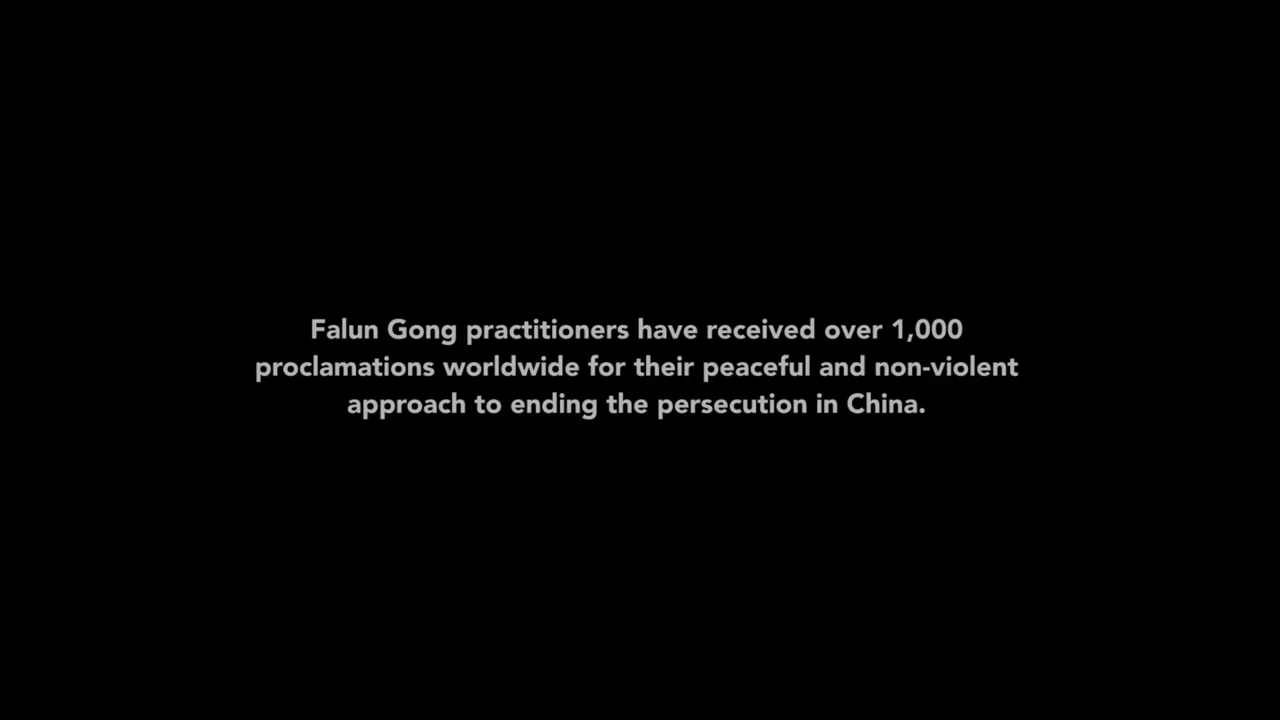 Falun Gong practitioners have received over 1,000
proclamations worldwide for their peaceful and non-violent
approach to ending the persecution in China.